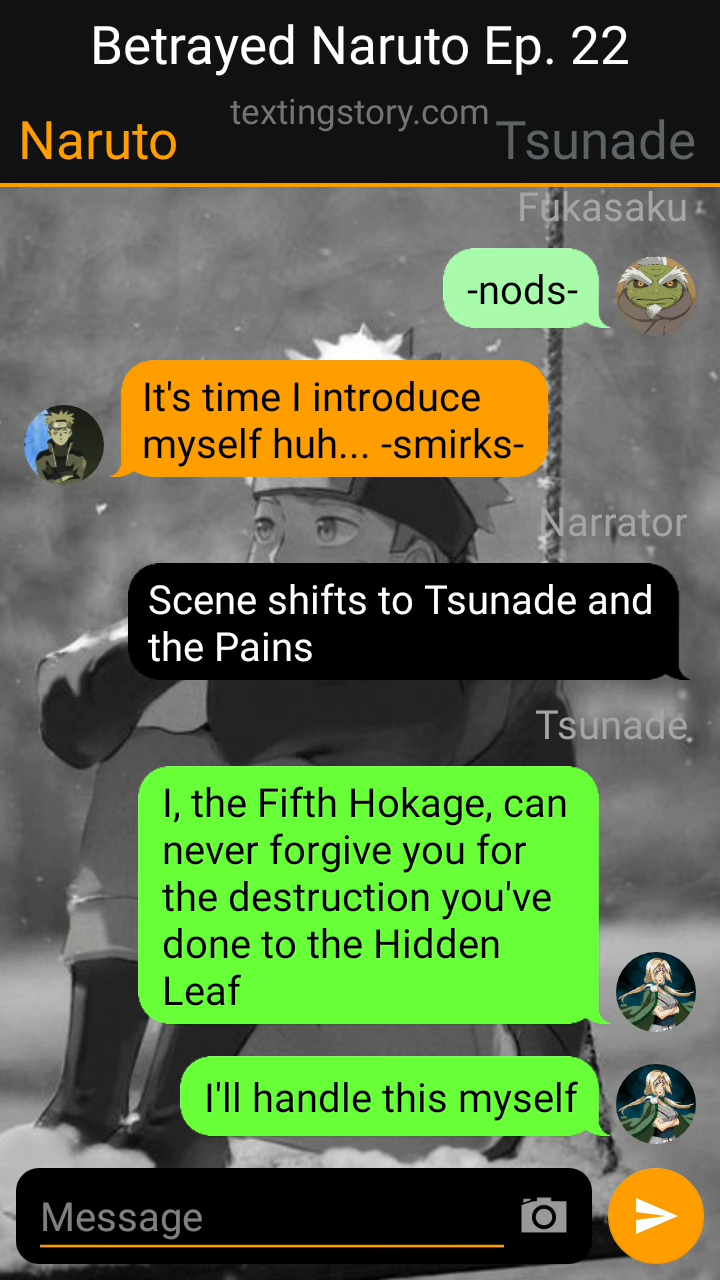 Betrayed Naruto Ep. 22
textingstory.com
Naruto
Tsunade
Fukasaku
-nods-
It's time I introduce
myself huh... -smirks-
Narrator
Scene shifts to Tsunade and
the Pains
Tsunade
I, the Fifth Hokage, can
never forgive you for
the destruction you've
done to the Hidden
Leaf
I'll handle this myself
Message